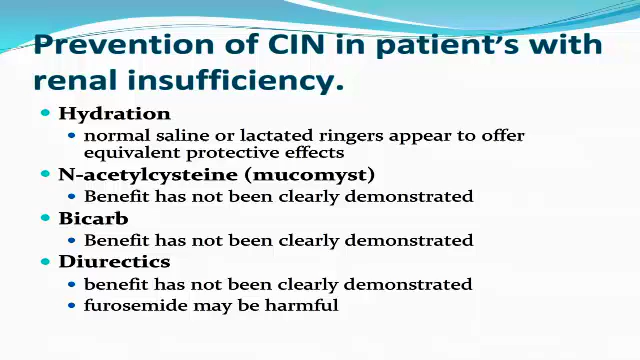 Prevention of CIN in patient's with
renal insufficiency.
• Hydration
• normal saline or lactated ringers appear to offer
equivalent protective effects
• N-acetylcysteine (mucomyst)
• Benefit has not been clearly demonstrated
• Bicarb
• Benefit has not been clearly demonstrated
• Diurectics
• benefit has not been clearly demonstrated
• furosemide may be harmful